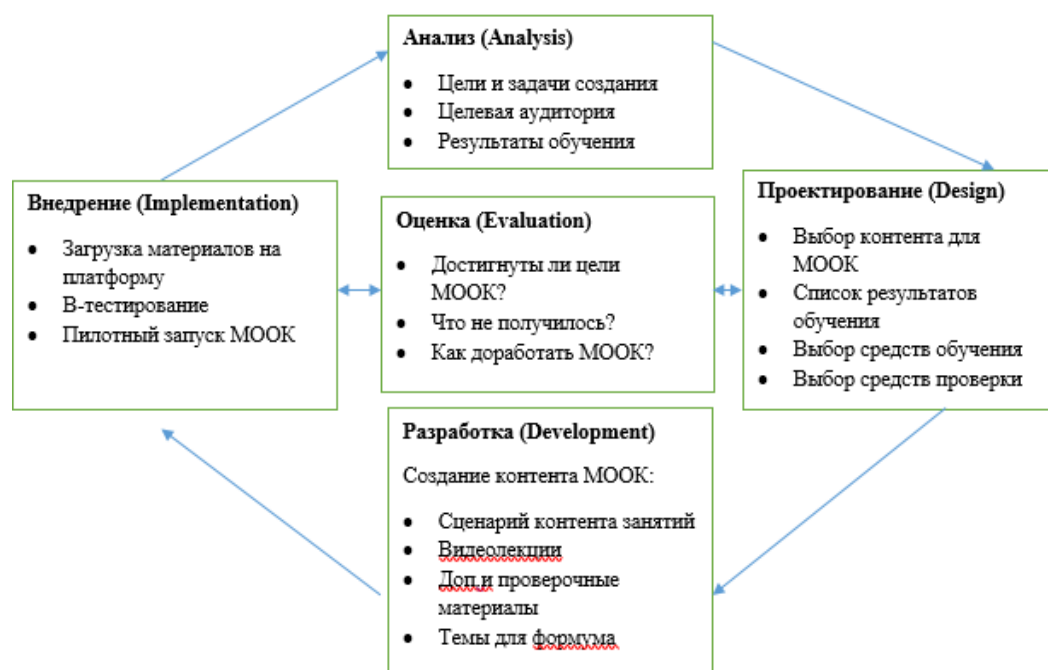 Анализ (Analysis)
• Цели и задачи создания
• Целевая аудитория
• Результаты обучения
Внедрение (Implementation)
• Загрузка материалов на
платформу
• В-тестирование
• Пилотный запуск МООК
Оценка (Evaluation)
• Достигнуты ли цели
МООК?
• Что не получилось?
• Как доработать МООК?
Проектирование (Design)
• Выбор контента для
МООК
• Список результатов
обучения
• Выбор средств обучения
• Выбор средств проверки
Разработка (Development)
Создание контента МООК:
• Сценарий контента занятий
• Видеолекции
• Доп.и проверочные
материалы
• Темы для формума